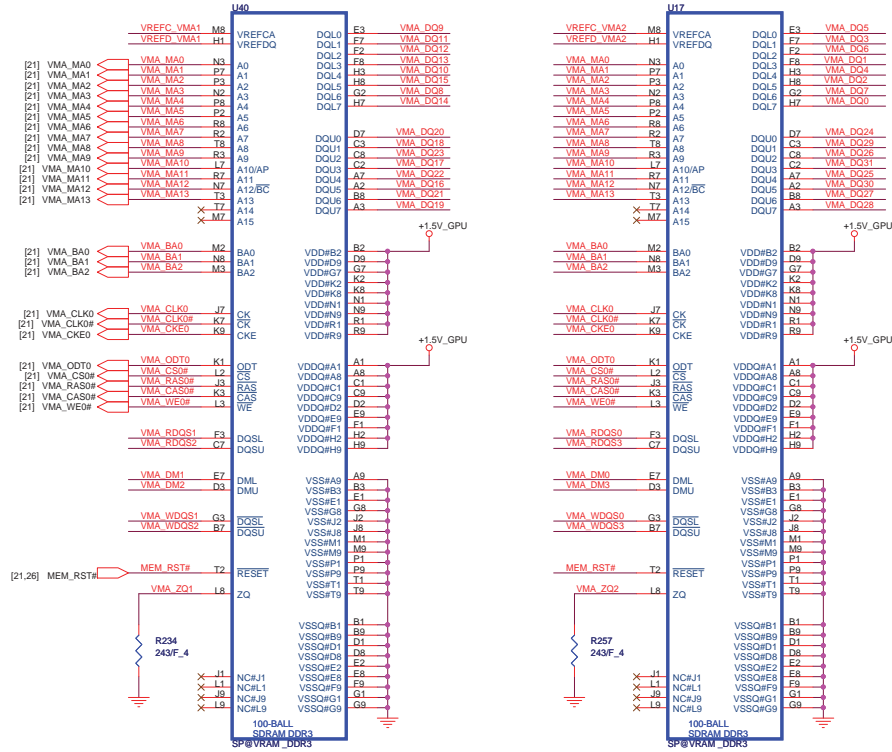 U40
VREFC_VMA1 M8 VREFCA DQL0 E3 VMA_DQ9
VREFD_VMA1 H1 VREFDQ DQL1 F7 VMA_DQ11
DQL2 F2 VMA_DQ12
[21] VMA_MA0 VMA_MA0 N3 A0 DQL3 F8 VMA_DQ13
[21] VMA_MA1 VMA_MA1 P7 A1 DQL4 H3 VMA_DQ10
[21] VMA_MA2 VMA_MA2 P3 A2 DQL5 H8 VMA_DQ15
[21] VMA_MA3 VMA_MA3 N2 A3 DQL6 G2 VMA_DQ8
[21] VMA_MA4 VMA_MA4 P8 A4 DQL7 H7 VMA_DQ14
[21] VMA_MA5 VMA_MA5 P2 A5
[21] VMA_MA6 VMA_MA6 R8 A6
[21] VMA_MA7 VMA_MA7 R2 A7 DQU0 D7 VMA_DQ20
[21] VMA_MA8 VMA_MA8 T8 A8 DQU1 C3 VMA_DQ18
[21] VMA_MA9 VMA_MA9 R3 A9 DQU2 C8 VMA_DQ23
[21] VMA_MA10 VMA_MA10 L7 A10/AP DQU3 C2 VMA_DQ17
[21] VMA_MA11 VMA_MA11 R7 A11 DQU4 A7 VMA_DQ22
[21] VMA_MA12 VMA_MA12 N7 A12/BC DQU5 A2 VMA_DQ16
[21] VMA_MA13 VMA_MA13 T3 A13 DQU6 B8 VMA_DQ21
T7 A14 DQU7 A3 VMA_DQ19
M7 A15
+1.5V_GPU
[21] VMA_BA0 VMA_BA0 M2 BA0 VDD#B2 B2
[21] VMA_BA1 VMA_BA1 N8 BA1 VDD#D9 D9
[21] VMA_BA2 VMA_BA2 M3 BA2 VDD#G7 G7
VDD#K2 K2
VDD#K8 K8
VDD#N1 N1
[21] VMA_CLK0 VMA_CLK0 J7 CK VDD#N9 N9
[21] VMA_CLK0# VMA_CLK0# K7 CK VDD#R1 R1
[21] VMA_CKE0 VMA_CKE0 K9 CKE VDD#R9 R9
+1.5V_GPU
[21] VMA_ODT0 VMA_ODT0 K1 ODT VDDQ#A1 A1
[21] VMA_CS0# VMA_CS0# L2 CS VDDQ#A8 A8
[21] VMA_RAS0# VMA_RAS0# J3 RAS VDDQ#C1 C1
[21] VMA_CAS0# VMA_CAS0# K3 CAS VDDQ#C9 C9
[21] VMA_WE0# VMA_WE0# L3 WE VDDQ#D2 D2
VDDQ#E9 E9
VDDQ#F1 F1
VMA_RDQS1 F3 DQSL VDDQ#H2 H2
VMA_RDQS2 C7 DQSU VDDQ#H9 H9
VMA_DM1 E7 DML VSS#A9 A9
VMA_DM2 D3 DMU VSS#B3 B3
VSS#E1 E1
VSS#G8 G8
VMA_WDQS1 G3 DQSL VSS#J2 J2
VMA_WDQS2 B7 DQSU VSS#J8 J8
VSS#M1 M1
VSS#M9 M9
VSS#P1 P1
[21,26] MEM_RST# MEM_RST# T2 RESET VSS#P9 P9
VSS#T1 T1
VMA_ZQ1 L8 ZQ VSS#T9 T9
VSSQ#B1 B1
VSSQ#B9 B9
R234 VSSQ#D1 D1
243/F_4 VSSQ#D8 D8
VSSQ#E2 E2
J1 NC#J1 VSSQ#E8 E8
L1 NC#L1 VSSQ#F9 F9
J9 NC#J9 VSSQ#G1 G1
L9 NC#L9 VSSQ#G9 G9
100-BALL
SDRAM DDR3
SP@VRAM _DDR3
U17
VREFC_VMA2 M8 VREFCA DQL0 E3 VMA_DQ5
VREFD_VMA2 H1 VREFDQ DQL1 F7 VMA_DQ3
DQL2 F2 VMA_DQ6
VMA_MA0 N3 A0 DQL3 F8 VMA_DQ1
VMA_MA1 P7 A1 DQL4 H3 VMA_DQ4
VMA_MA2 P3 A2 DQL5 H8 VMA_DQ2
VMA_MA3 N2 A3 DQL6 G2 VMA_DQ7
VMA_MA4 P8 A4 DQL7 H7 VMA_DQ0
VMA_MA5 P2 A5
VMA_MA6 R8 A6
VMA_MA7 R2 A7 DQU0 D7 VMA_DQ24
VMA_MA8 T8 A8 DQU1 C3 VMA_DQ29
VMA_MA9 R3 A9 DQU2 C8 VMA_DQ26
VMA_MA10 L7 A10/AP DQU3 C2 VMA_DQ31
VMA_MA11 R7 A11 DQU4 A7 VMA_DQ25
VMA_MA12 N7 A12/BC DQU5 A2 VMA_DQ30
VMA_MA13 T3 A13 DQU6 B8 VMA_DQ27
T7 A14 DQU7 A3 VMA_DQ28
M7 A15
+1.5V_GPU
VMA_BA0 M2 BA0 VDD#B2 B2
VMA_BA1 N8 BA1 VDD#D9 D9
VMA_BA2 M3 BA2 VDD#G7 G7
VDD#K2 K2
VDD#K8 K8
VDD#N1 N1
VMA_CLK0 J7 CK VDD#N9 N9
VMA_CLK0# K7 CK VDD#R1 R1
VMA_CKE0 K9 CKE VDD#R9 R9
+1.5V_GPU
VMA_ODT0 K1 ODT VDDQ#A1 A1
VMA_CS0# L2 CS VDDQ#A8 A8
VMA_RAS0# J3 RAS VDDQ#C1 C1
VMA_CAS0# K3 CAS VDDQ#C9 C9
VMA_WE0# L3 WE VDDQ#D2 D2
VDDQ#E9 E9
VDDQ#F1 F1
VMA_RDQS0 F3 DQSL VDDQ#H2 H2
VMA_RDQS3 C7 DQSU VDDQ#H9 H9
VMA_DM0 E7 DML VSS#A9 A9
VMA_DM3 D3 DMU VSS#B3 B3
VSS#E1 E1
VSS#G8 G8
VMA_WDQS0 G3 DQSL VSS#J2 J2
VMA_WDQS3 B7 DQSU VSS#J8 J8
VSS#M1 M1
VSS#M9 M9
VSS#P1 P1
MEM_RST# T2 RESET VSS#P9 P9
VSS#T1 T1
VMA_ZQ2 L8 ZQ VSS#T9 T9
VSSQ#B1 B1
VSSQ#B9 B9
R257 VSSQ#D1 D1
243/F_4 VSSQ#D8 D8
VSSQ#E2 E2
J1 NC#J1 VSSQ#E8 E8
L1 NC#L1 VSSQ#F9 F9
J9 NC#J9 VSSQ#G1 G1
L9 NC#L9 VSSQ#G9 G9
100-BALL
SDRAM DDR3
SP@VRAM _DDR3